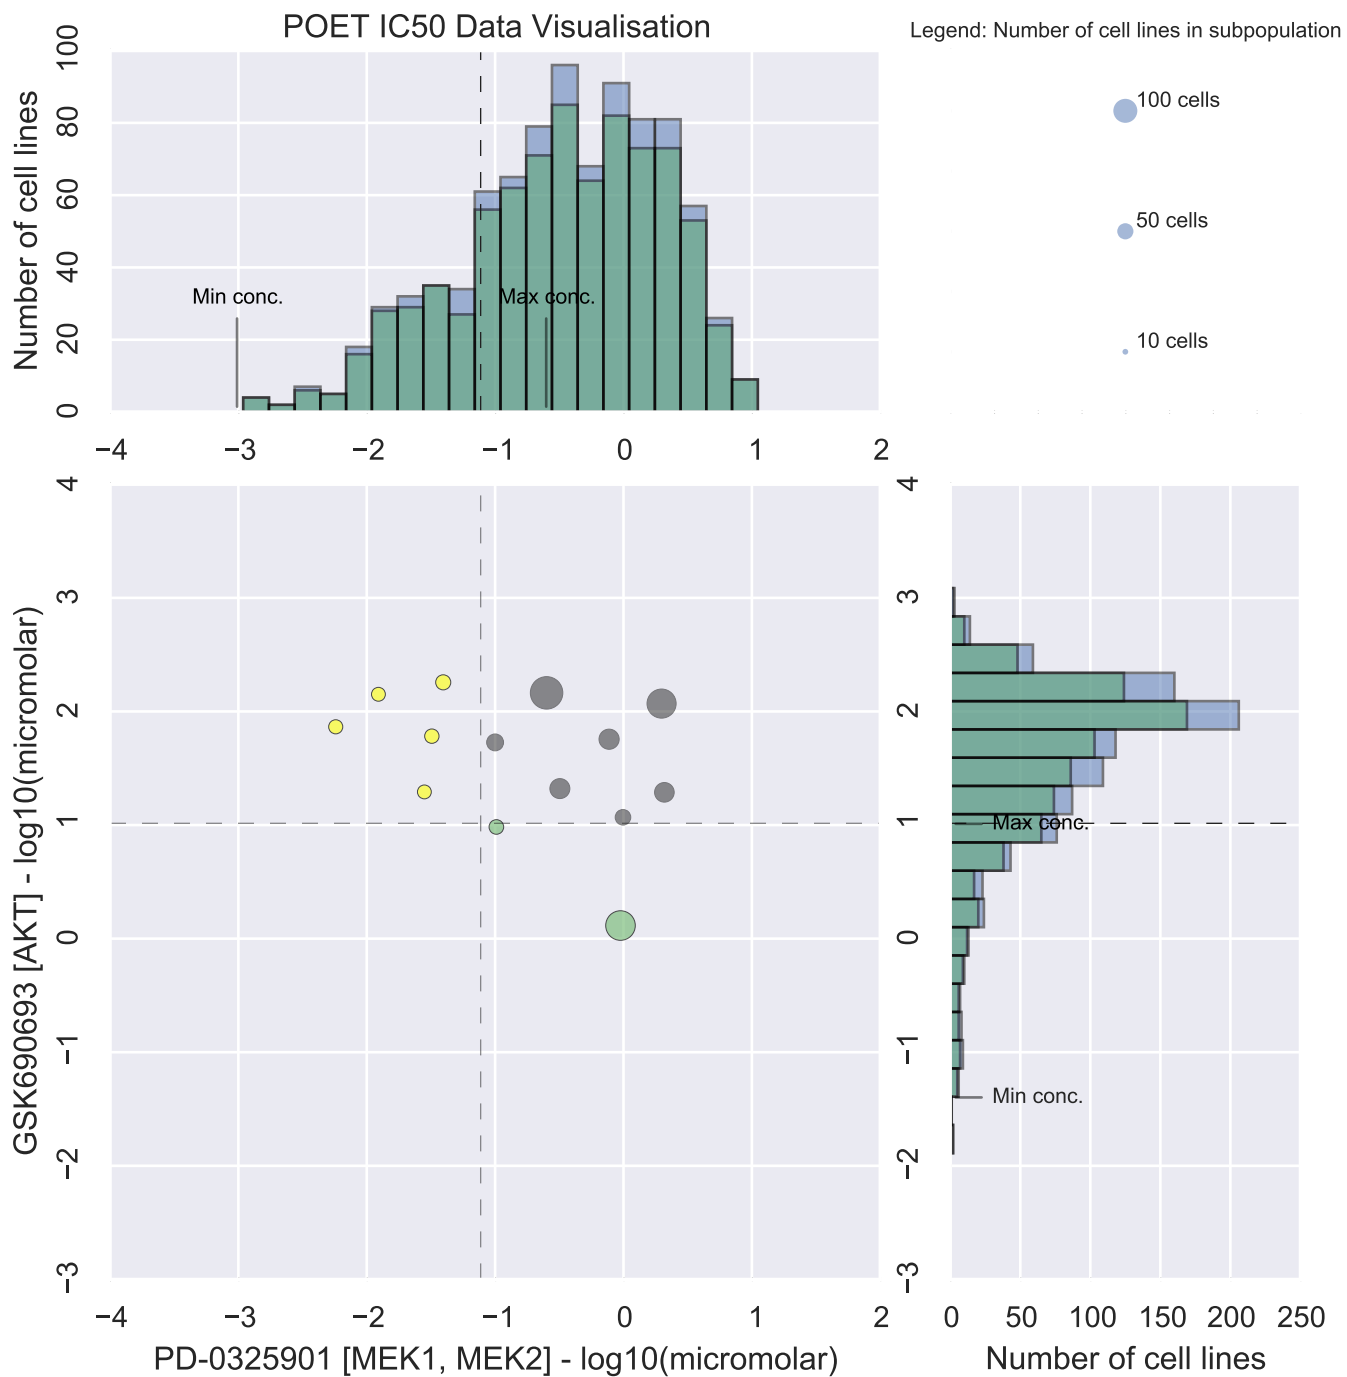 POET IC50 Data Visualisation
Legend: Number of cell lines in subpopulation
100 cells
50 cells
10 cells
Number of cell lines
100
80
60
40
20
0
Min conc.
Max conc.
−4 −3 −2 −1 0 1 2
GSK690693 [AKT] - log10(micromolar)
4
3
2
1
0
−1
−2
−3
−4 −3 −2 −1 0 1 2
PD-0325901 [MEK1, MEK2] - log10(micromolar)
4
3
2
1
0
−1
−2
−3
Max conc.
Min conc.
0 50 100 150 200 250
Number of cell lines